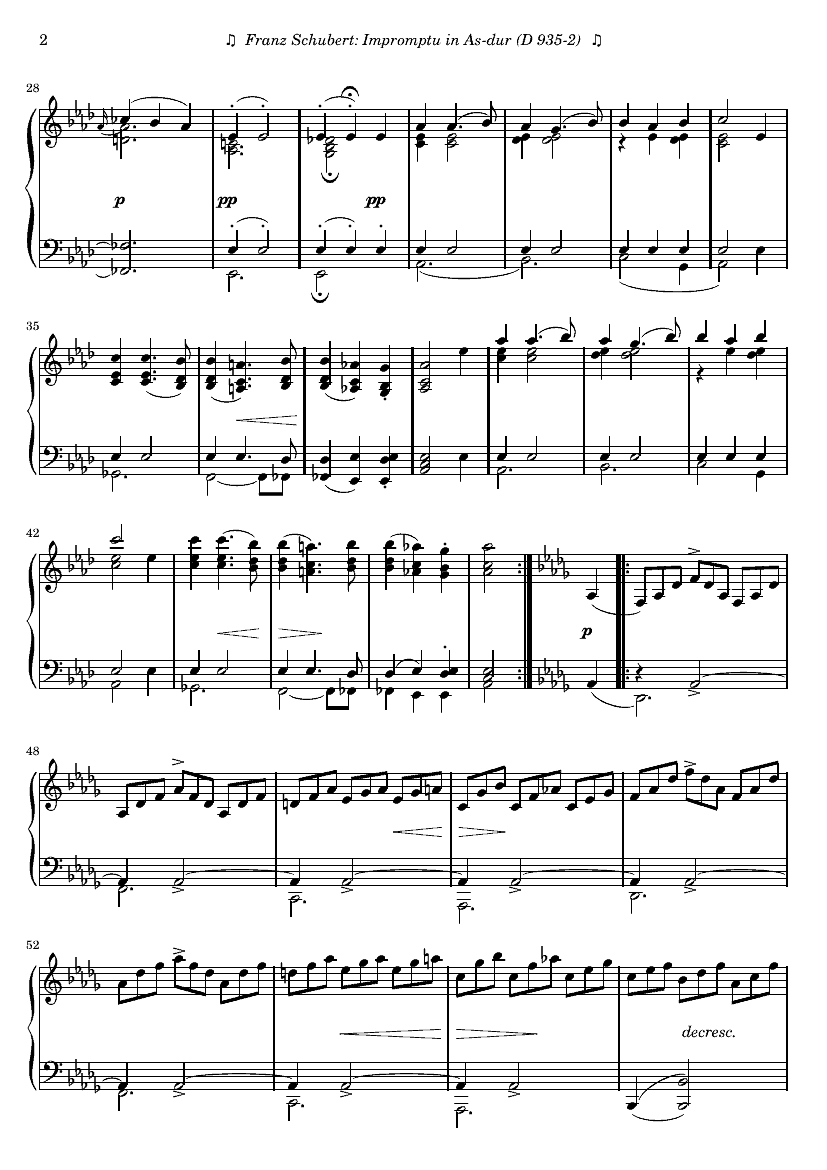 2 ♫ Franz Schubert: Impromptu in As-dur (D 935-2) ♫
28
p pp pp
35
42
p
48
52
decresc.